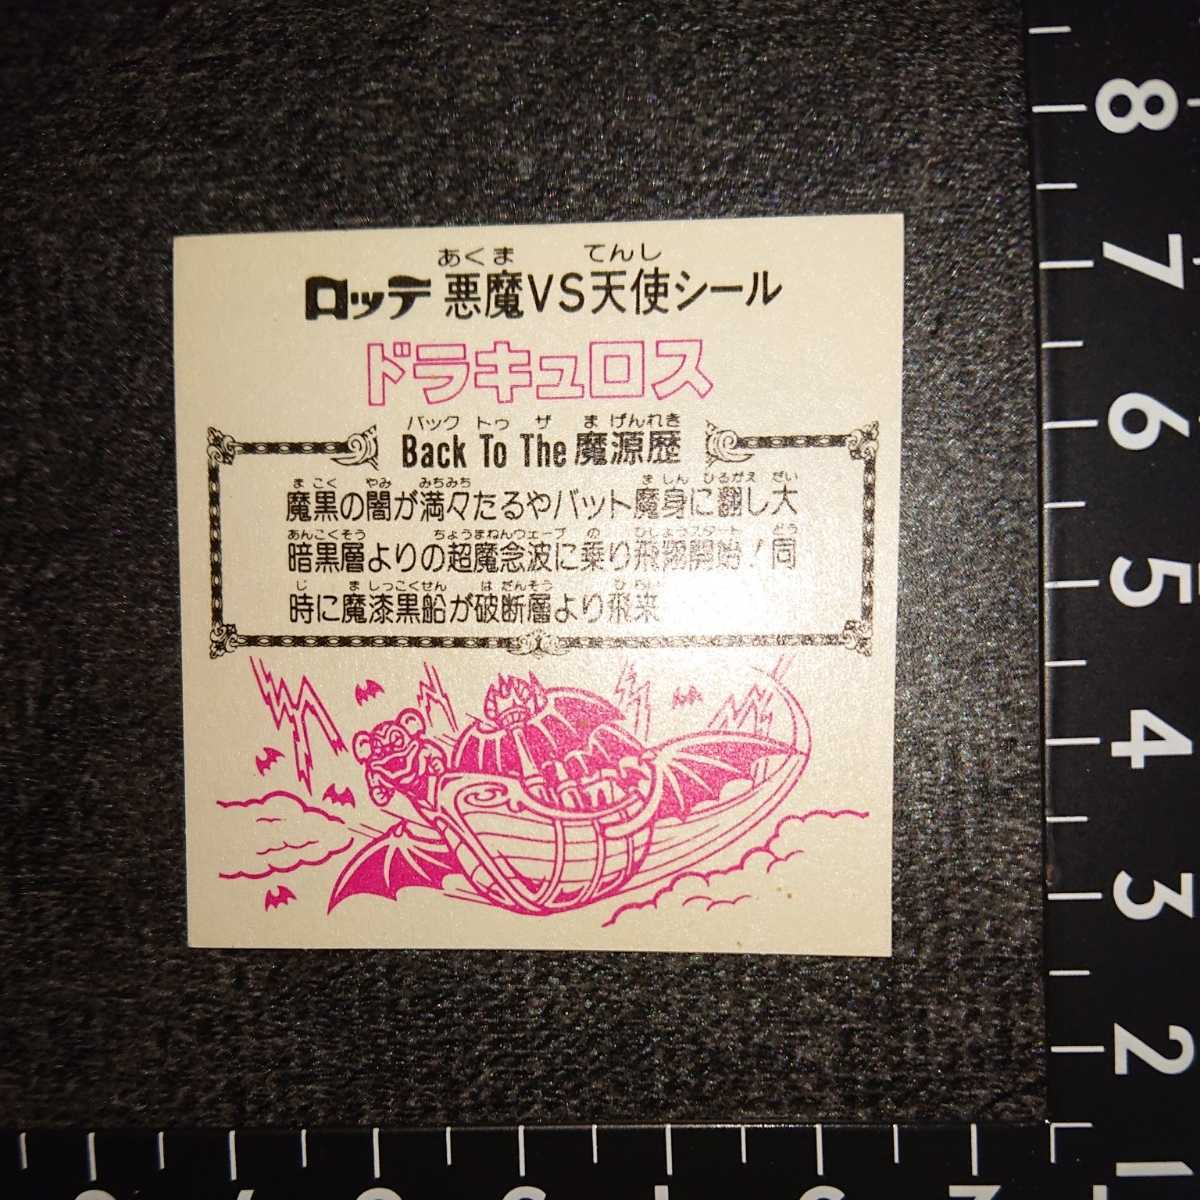 あくま てんし
ロッテ 悪魔VS天使シール
ドラキュロス
バック トゥ ザ ま げんれき
Back To The 魔源歴
まこく やみ みちみち ましん ひるがえ だい
魔黒の闇が満々たるやバット魔身に翻し大
あんこくそう ちょうまねんウェーブ の ひしょうスタート どう
暗黒層よりの超魔念波に乗り飛翔開始!同
じ ましっこくせん は だんそう ひらい
時に魔漆黒船が破断層より飛来
8
7
6
5
4
3
2
1